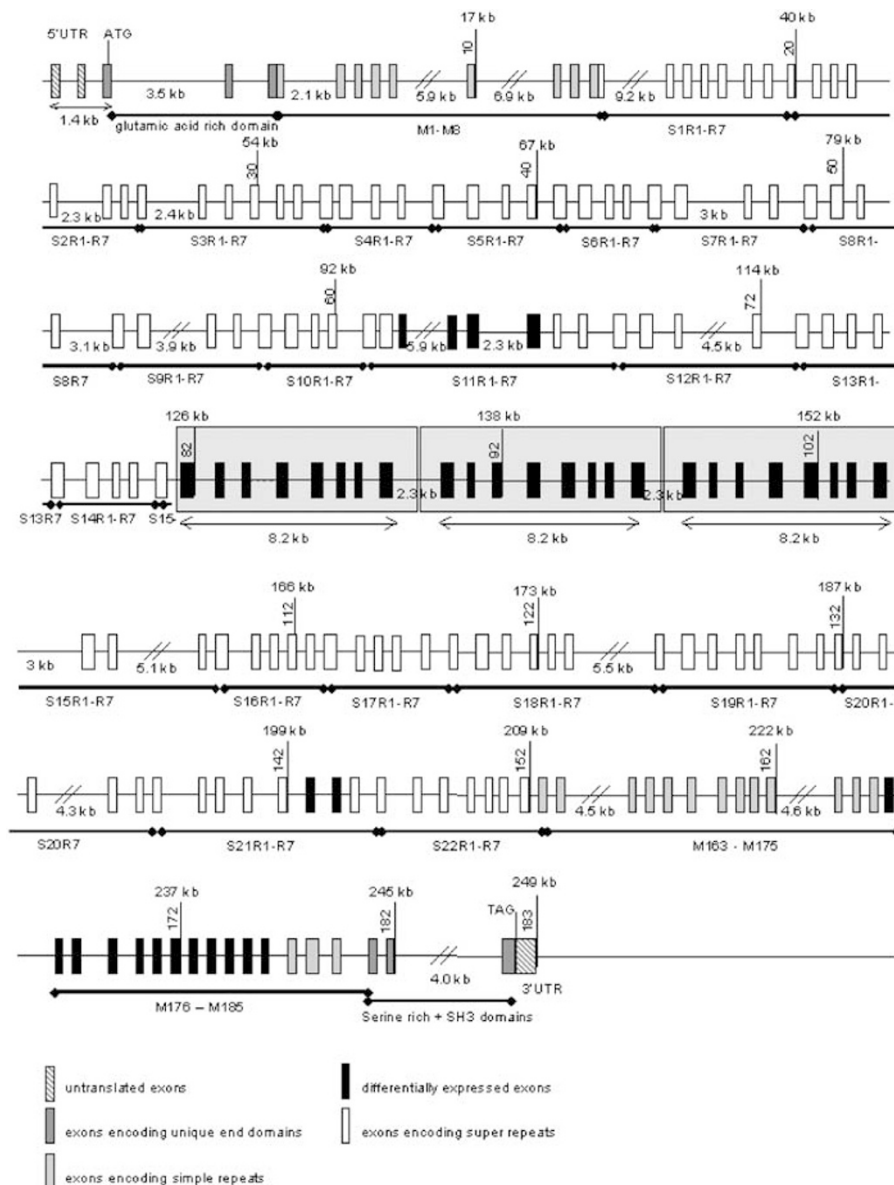 17 kb 40 kb
5'UTR ATG 10 20
3.5 kb 2.1 kb 5.9 kb 6.9 kb 9.2 kb
1.4 kb glutamic acid rich domain M1-M8 S1R1-R7
54 kb 67 kb 79 kb
30 40 50
2.3 kb 2.4 kb 3kb
S2R1-R7 S3R1-R7 S4R1-R7 S5R1-R7 S6R1-R7 S7R1-R7 S8R1-
92 kb 114 kb
60 72
3.1 kb 3.9 kb 5.9 kb 2.3 kb 4.5 kb
S8R7 S9R1-R7 S10R1-R7 S11R1-R7 S12R1-R7 S13R1-
126 kb 138 kb 152 kb
82 92 102
2.3 kb 2.3 kb
S13R7 S14R1-R7 S15-
8.2 kb 8.2 kb 8.2 kb
166 kb 173 kb 187 kb
112 122 132
3 kb 5.1 kb 5.5 kb
S15R1-R7 S16R1-R7 S17R1-R7 S18R1-R7 S19R1-R7 S20R1-
199 kb 209 kb 222 kb
142 152 162
4.3 kb 4.5 kb 4.6 kb
S20R7 S21R1-R7 S22R1-R7 M163 - M175
237 kb 245 kb 249 kb
172 182 TAG 183
4.0 kb 3'UTR
M176 – M185 Serine rich + SH3 domains
untranslated exons differentially expressed exons
exons encoding unique end domains exons encoding super repeats
exons encoding simple repeats